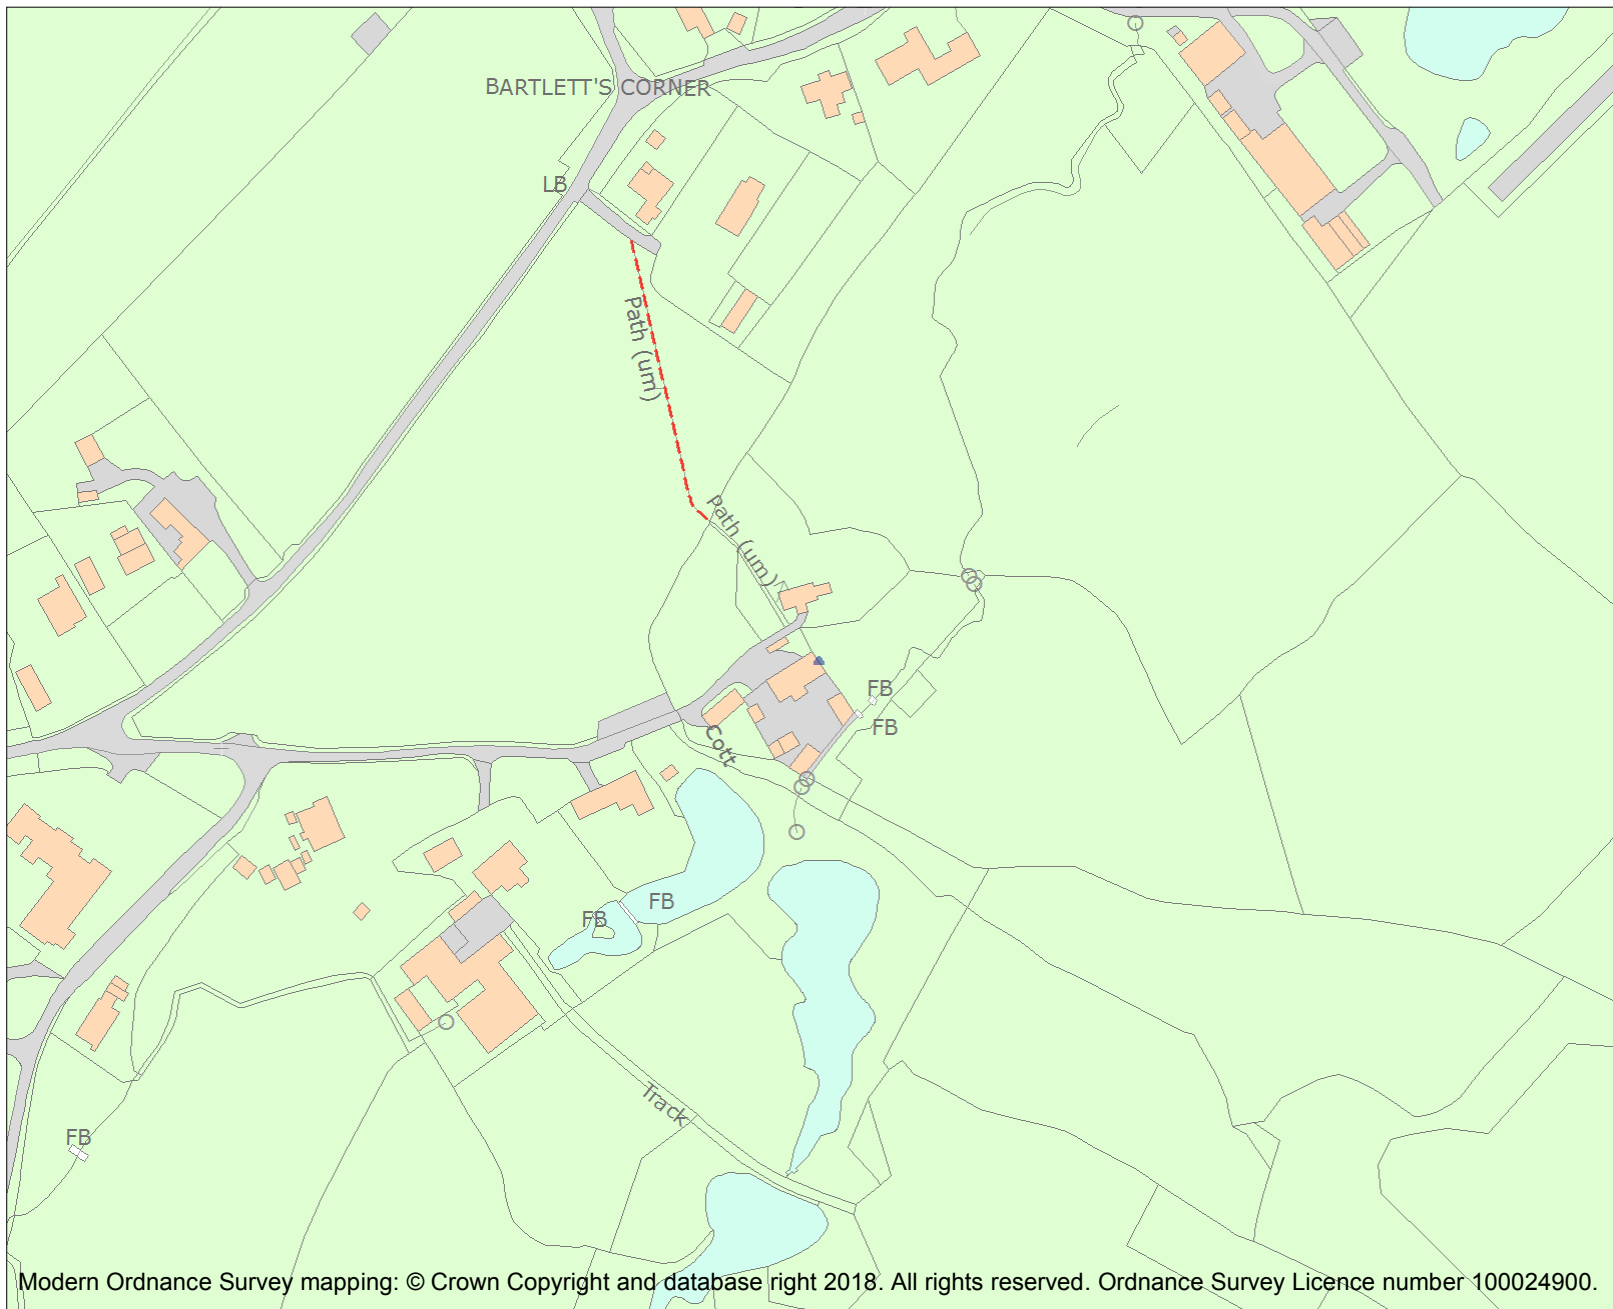 BARTLETT'S CORNER
LB
Path (um)
Path (um)
FB
FB
Cott
FB
FB
Track
FB
Modern Ordnance Survey mapping: © Crown Copyright and database right 2018. All rights reserved. Ordnance Survey Licence number 100024900.